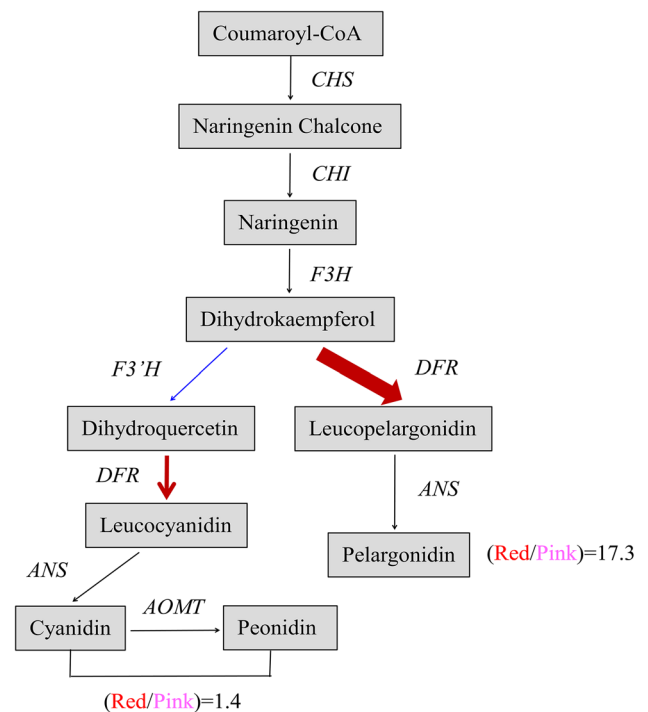 Coumaroyl-CoA
CHS
Naringenin Chalcone
CHI
Naringenin
F3H
Dihydrokaempferol
F3’H
DFR
Dihydroquercetin
Leucopelargonidin
DFR
ANS
Leucocyanidin
Pelargonidin
(Red/Pink)=17.3
ANS
AOMT
Cyanidin
Peonidin
(Red/Pink)=1.4